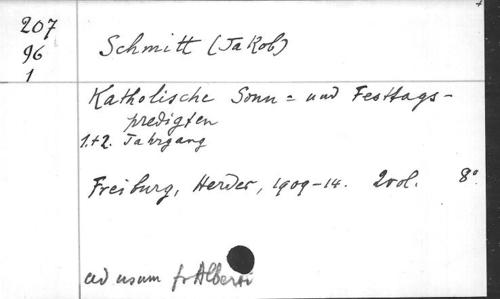 207
96
1
Schmitt (Jakob)
Katholische Sonn= und Festtags-
predigten
1.+2. Jahrgang
Freiburg, Herder, 1909-14. 2vol. 8°
ad usum fr Alberti